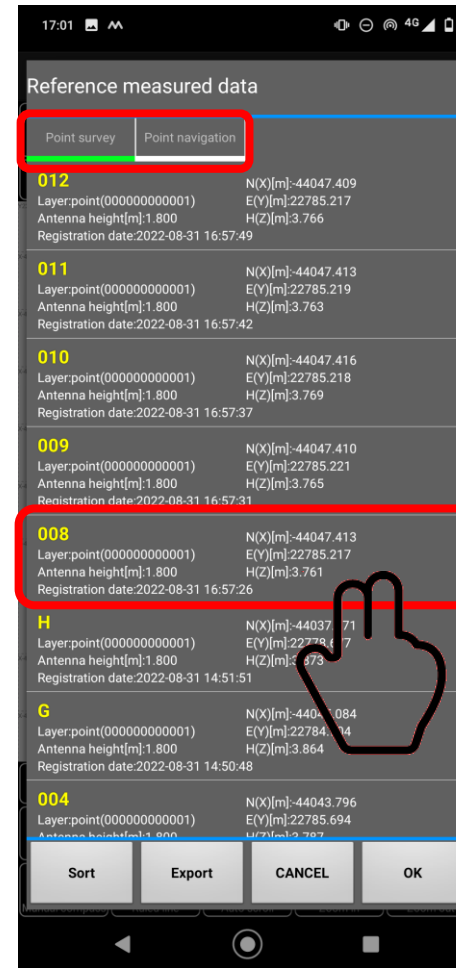 17:01 4G
Reference measured data
Point survey Point navigation
012 N(X)[m]:-44047.409
Layer:point(000000000001) E(Y)[m]:22785.217
Antenna height[m]:1.800 H(Z)[m]:3.766
Registration date:2022-08-31 16:57:49
011 N(X)[m]:-44047.413
Layer:point(000000000001) E(Y)[m]:22785.219
Antenna height[m]:1.800 H(Z)[m]:3.763
Registration date:2022-08-31 16:57:42
010 N(X)[m]:-44047.416
Layer:point(000000000001) E(Y)[m]:22785.218
Antenna height[m]:1.800 H(Z)[m]:3.769
Registration date:2022-08-31 16:57:37
009 N(X)[m]:-44047.410
Layer:point(000000000001) E(Y)[m]:22785.221
Antenna height[m]:1.800 H(Z)[m]:3.765
Registration date:2022-08-31 16:57:31
008 N(X)[m]:-44047.413
Layer:point(000000000001) E(Y)[m]:22785.217
Antenna height[m]:1.800 H(Z)[m]:3.761
Registration date:2022-08-31 16:57:26
H
Layer:point(000000000001)
Antenna height[m]:1.800
Registration date:2022-08-31 14:51:51
G
Layer:point(000000000001)
Antenna height[m]:1.800 H(Z)[m]:3.864
Registration date:2022-08-31 14:50:48
004 N(X)[m]:-44043.796
Layer:point(000000000001) E(Y)[m]:22785.694
Antenna height[m]:1.800 H(Z)[m]:3.787
Sort Export CANCEL OK